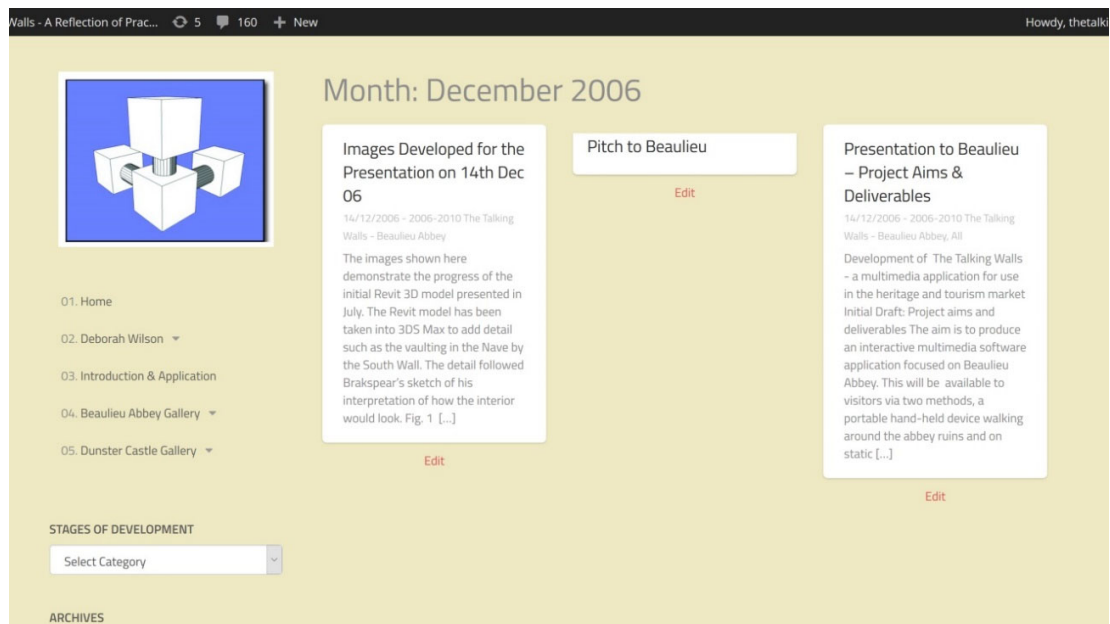 Walls - A Reflection of Prac... 5 160 + New
Howdy, thetalki
Month: December 2006
01. Home
02. Deborah Wilson
03. Introduction & Application
04. Beaulieu Abbey Gallery
05. Dunster Castle Gallery
STAGES OF DEVELOPMENT
Select Category
ARCHIVES
Images Developed for the
Presentation on 14th Dec
06
14/12/2006 - 2006-2010 The Talking
Walls - Beaulieu Abbey
The images shown here
demonstrate the progress of the
initial Revit 3D model presented in
July. The Revit model has been
taken into 3DS Max to add detail
such as the vaulting in the Nave by
the South Wall. The detail followed
Brakspear's sketch of his
interpretation of how the interior
would look. Fig. 1 [...]
Edit
Pitch to Beaulieu
Edit
Presentation to Beaulieu
– Project Aims &
Deliverables
14/12/2006 - 2006-2010 The Talking
Walls - Beaulieu Abbey, All
Development of The Talking Walls
- a multimedia application for use
in the heritage and tourism market
Initial Draft: Project aims and
deliverables The aim is to produce
an interactive multimedia software
application focused on Beaulieu
Abbey. This will be available to
visitors via two methods, a
portable hand-held device walking
around the abbey ruins and on
static [...]
Edit